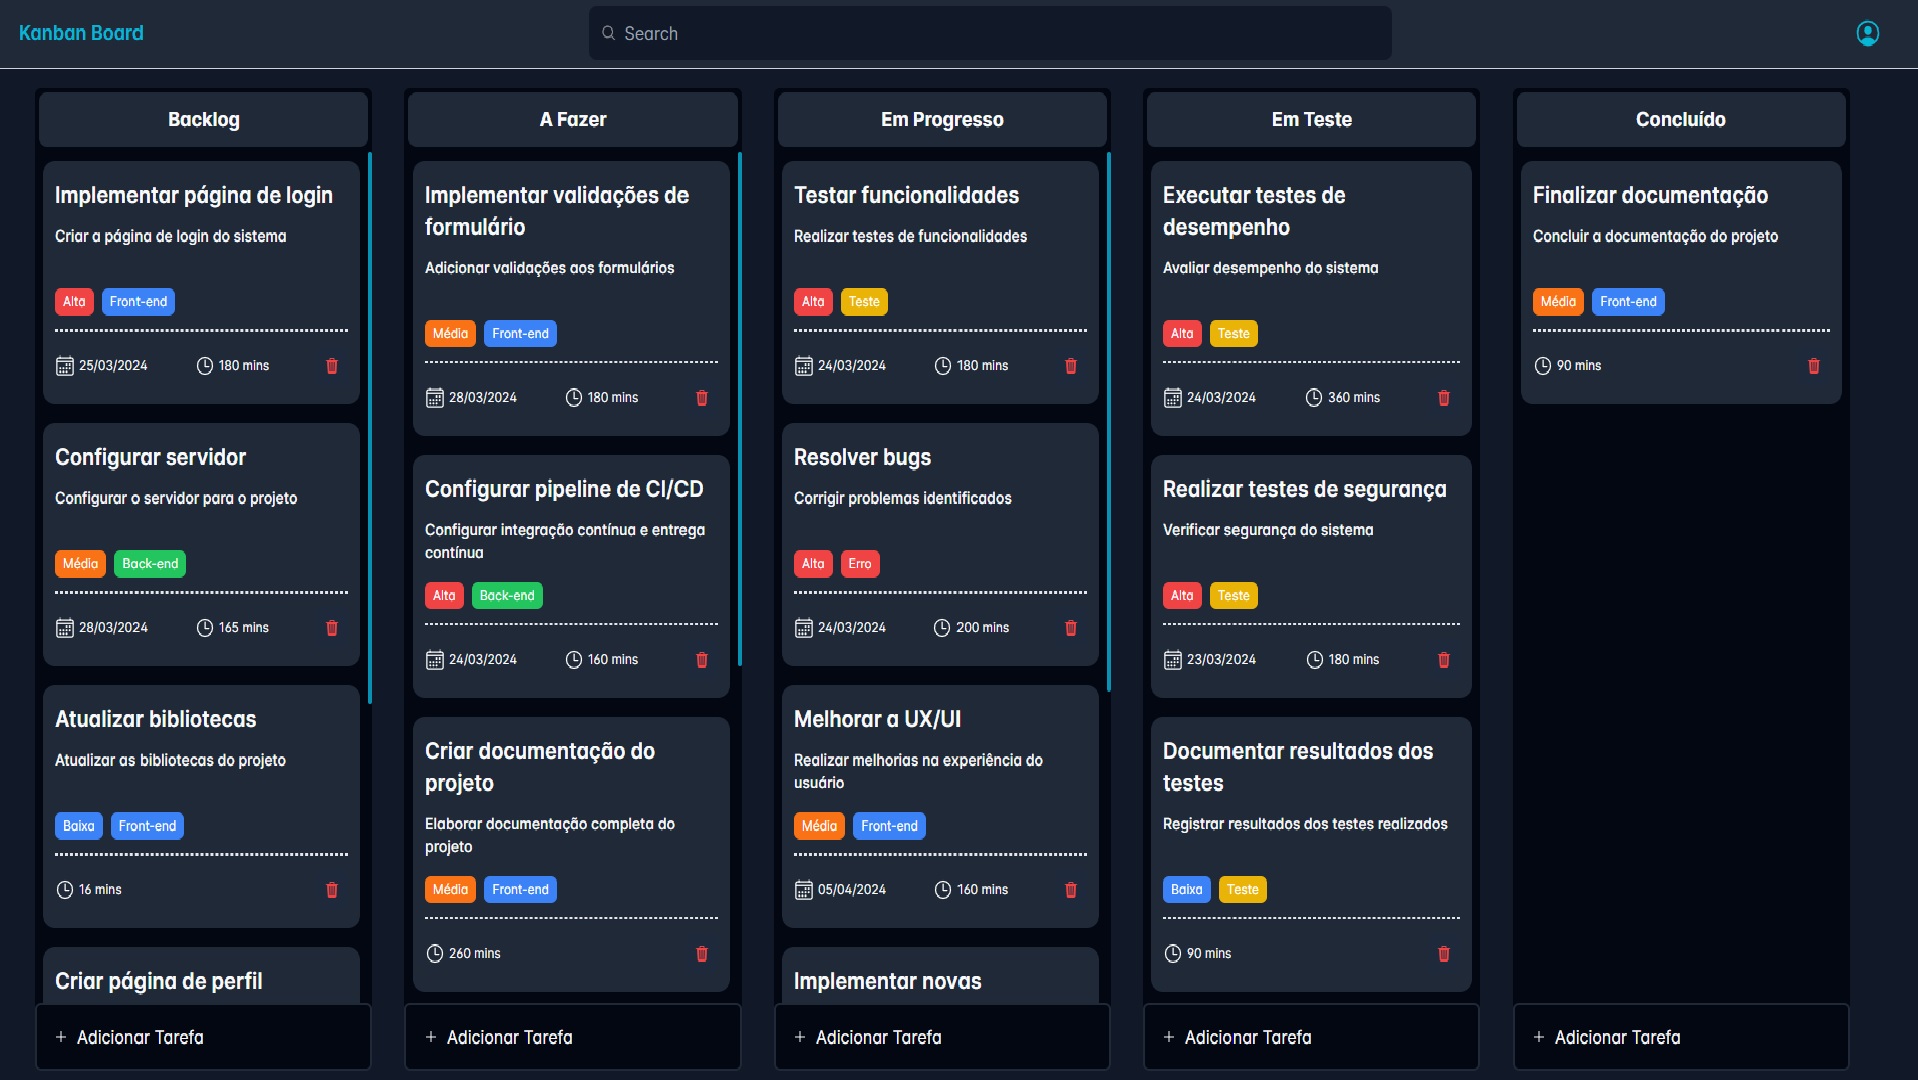 Kanban Board
Search
Backlog
Implementar página de login
Criar a página de login do sistema
Alta Front-end
25/03/2024 180 mins
Configurar servidor
Configurar o servidor para o projeto
Média Back-end
28/03/2024 165 mins
Atualizar bibliotecas
Atualizar as bibliotecas do projeto
Baixa Front-end
16 mins
Criar página de perfil
+ Adicionar Tarefa
A Fazer
Implementar validações de
formulário
Adicionar validações aos formulários
Média Front-end
28/03/2024 180 mins
Configurar pipeline de CI/CD
Configurar integração contínua e entrega
contínua
Alta Back-end
24/03/2024 160 mins
Criar documentação do
projeto
Elaborar documentação completa do
projeto
Média Front-end
260 mins
+ Adicionar Tarefa
Em Progresso
Testar funcionalidades
Realizar testes de funcionalidades
Alta Teste
24/03/2024 180 mins
Resolver bugs
Corrigir problemas identificados
Alta Erro
24/03/2024 200 mins
Melhorar a UX/UI
Realizar melhorias na experiência do
usuário
Média Front-end
05/04/2024 160 mins
Implementar novas
+ Adicionar Tarefa
Em Teste
Executar testes de
desempenho
Avaliar desempenho do sistema
Alta Teste
24/03/2024 360 mins
Realizar testes de segurança
Verificar segurança do sistema
Alta Teste
23/03/2024 180 mins
Documentar resultados dos
testes
Registrar resultados dos testes realizados
Baixa Teste
90 mins
+ Adicionar Tarefa
Concluído
Finalizar documentação
Concluir a documentação do projeto
Média Front-end
90 mins
+ Adicionar Tarefa